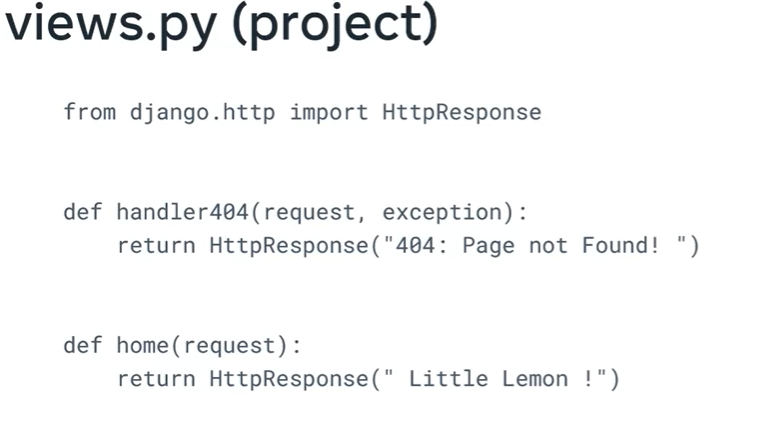 views.py (project)
from django.http import HttpResponse
def handler404(request, exception):
    return HttpResponse("404: Page not Found! ")
def home(request):
    return HttpResponse(" Little Lemon !")